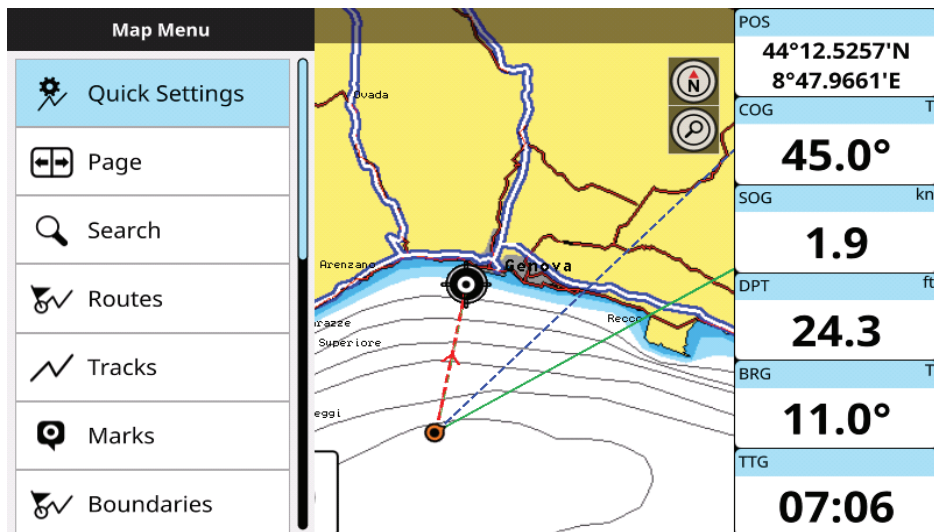 Map Menu
Quick Settings
Page
Search
Routes
Tracks
Marks
Boundaries
Ovada
N
Arenzano
Genova
Recco
Superiore
POS
44°12.5257'N
8°47.9661'E
COG T
45.0°
SOG kn
1.9
DPT ft
24.3
BRG T
11.0°
TTG
07:06